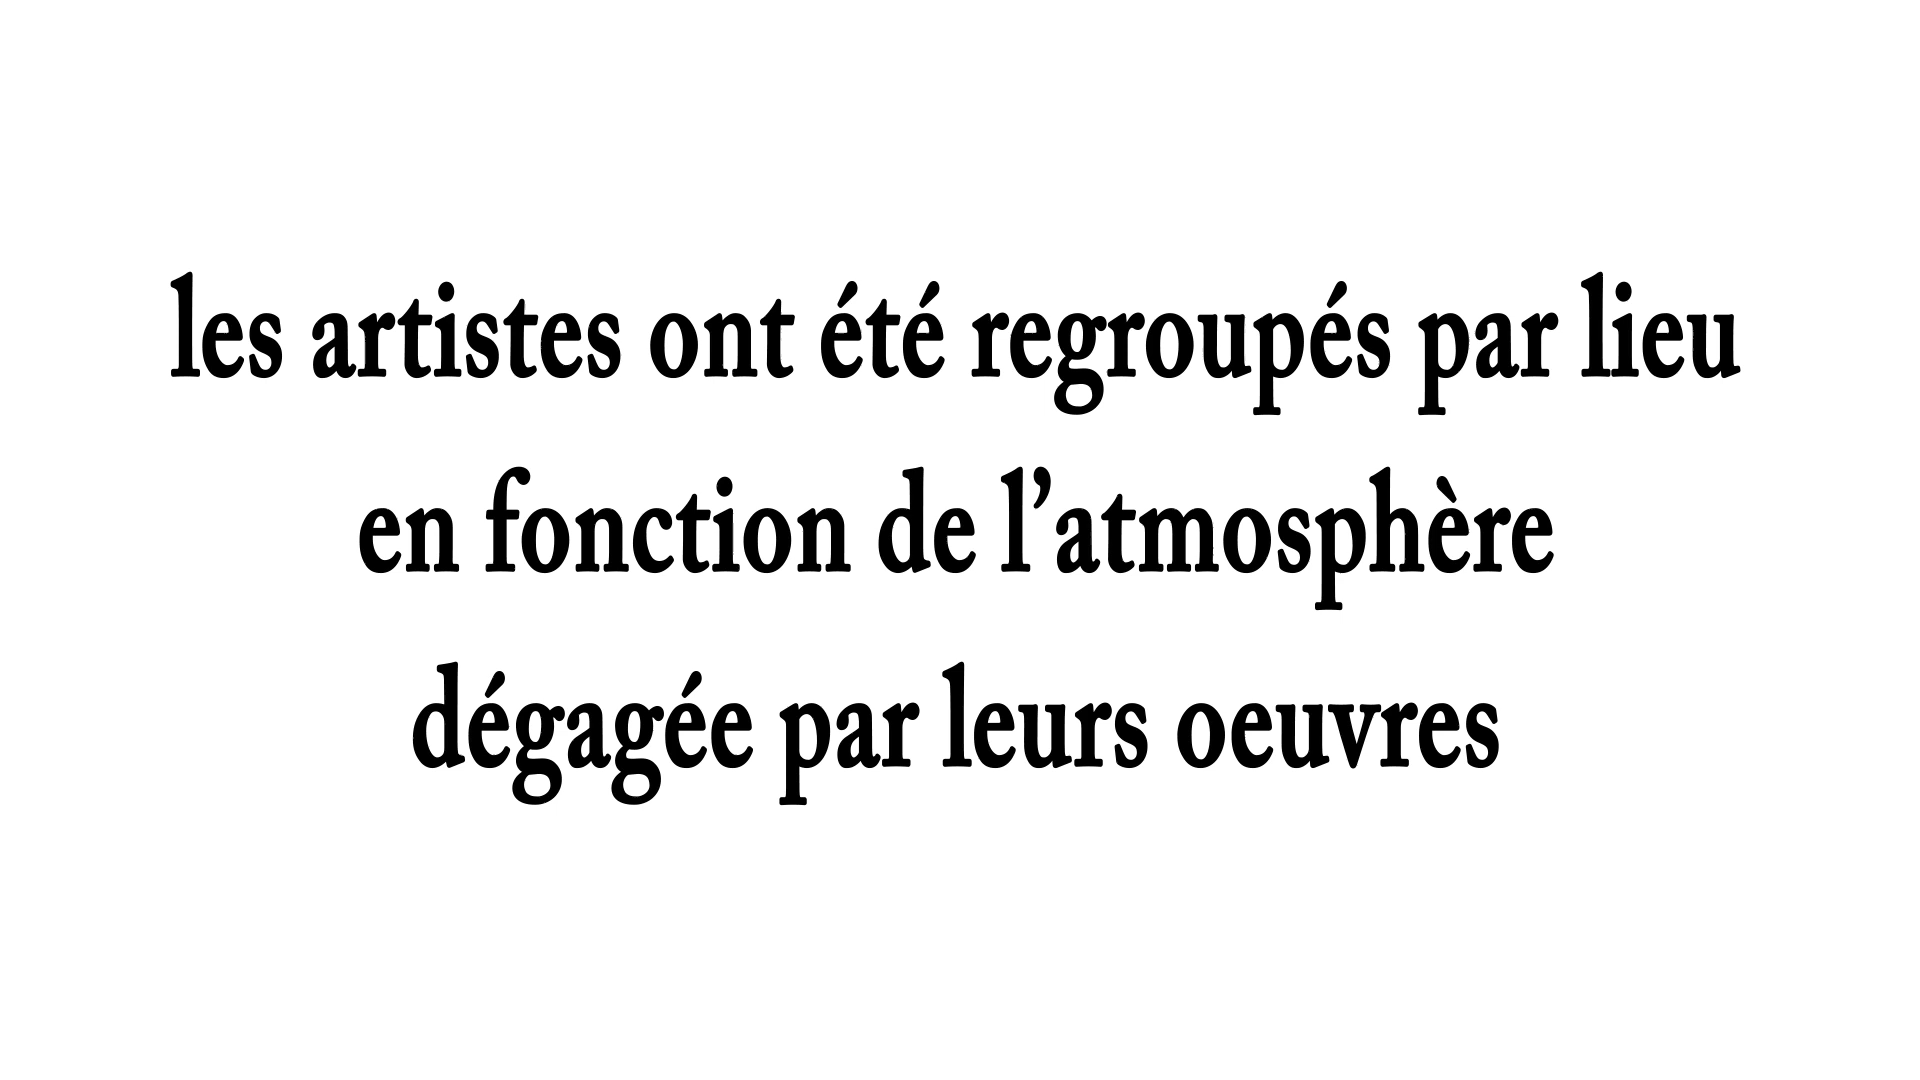 les artistes ont été regroupés par lieu
en fonction de l’atmosphère
dégagée par leurs oeuvres